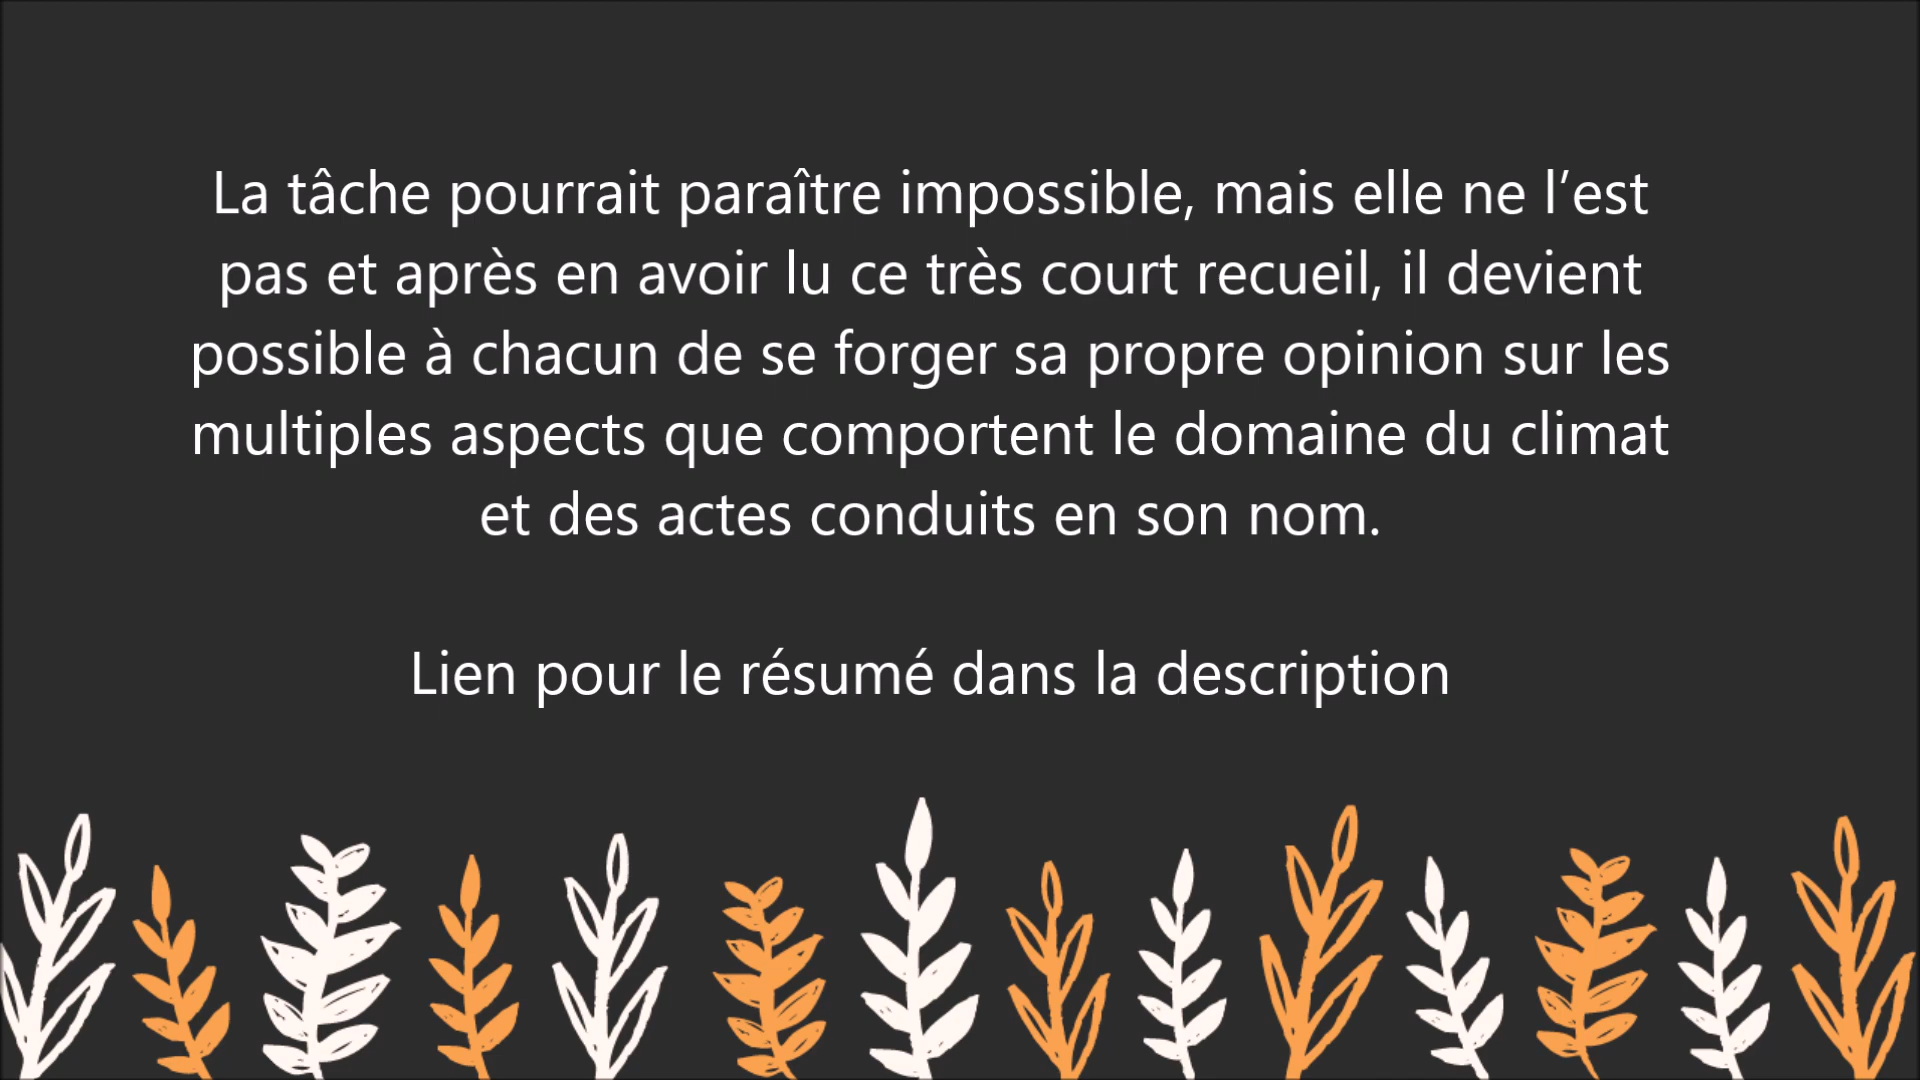 La tâche pourrait paraître impossible, mais elle ne l’est
pas et après en avoir lu ce très court recueil, il devient
possible à chacun de se forger sa propre opinion sur les
multiples aspects que comportent le domaine du climat
et des actes conduits en son nom.
Lien pour le résumé dans la description